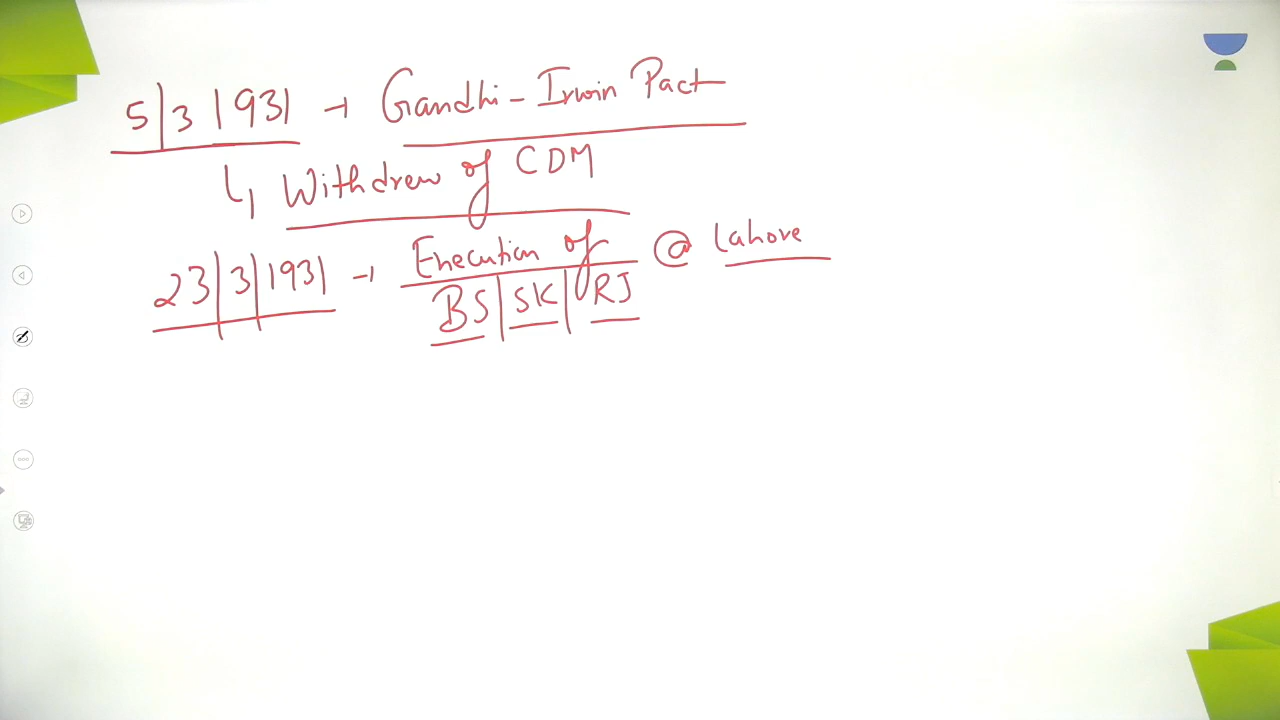 5|3|1931 → Gandhi - Irwin Pact
↳ Withdrew of CDM
23|3|1931 → Execution of @ Lahore
BS|SK|RJ